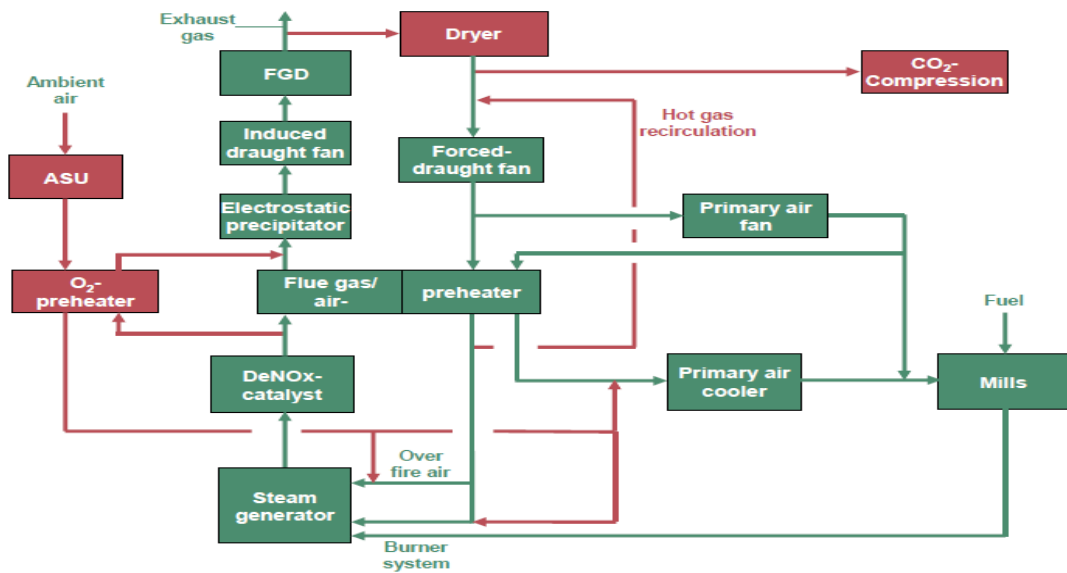 Exhaust
gas
Dryer
FGD
CO₂-
Compression
Ambient
air
Hot gas
recirculation
Induced
draught fan
Forced-
draught fan
ASU
Electrostatic
precipitator
Primary air
fan
O₂-
preheater
Flue gas/
air-
preheater
Fuel
DeNOx-
catalyst
Primary air
cooler
Mills
Over
fire air
Steam
generator
Burner
system